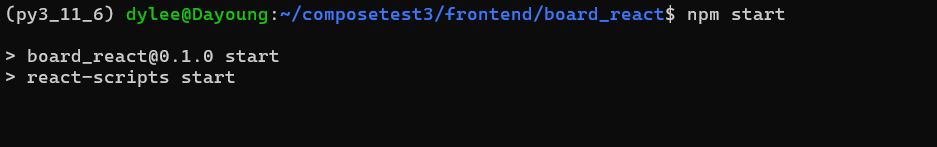 (py3_11_6) dylee@Dayoung:~/composetest3/frontend/board_react$ npm start
> board_react@0.1.0 start
> react-scripts start